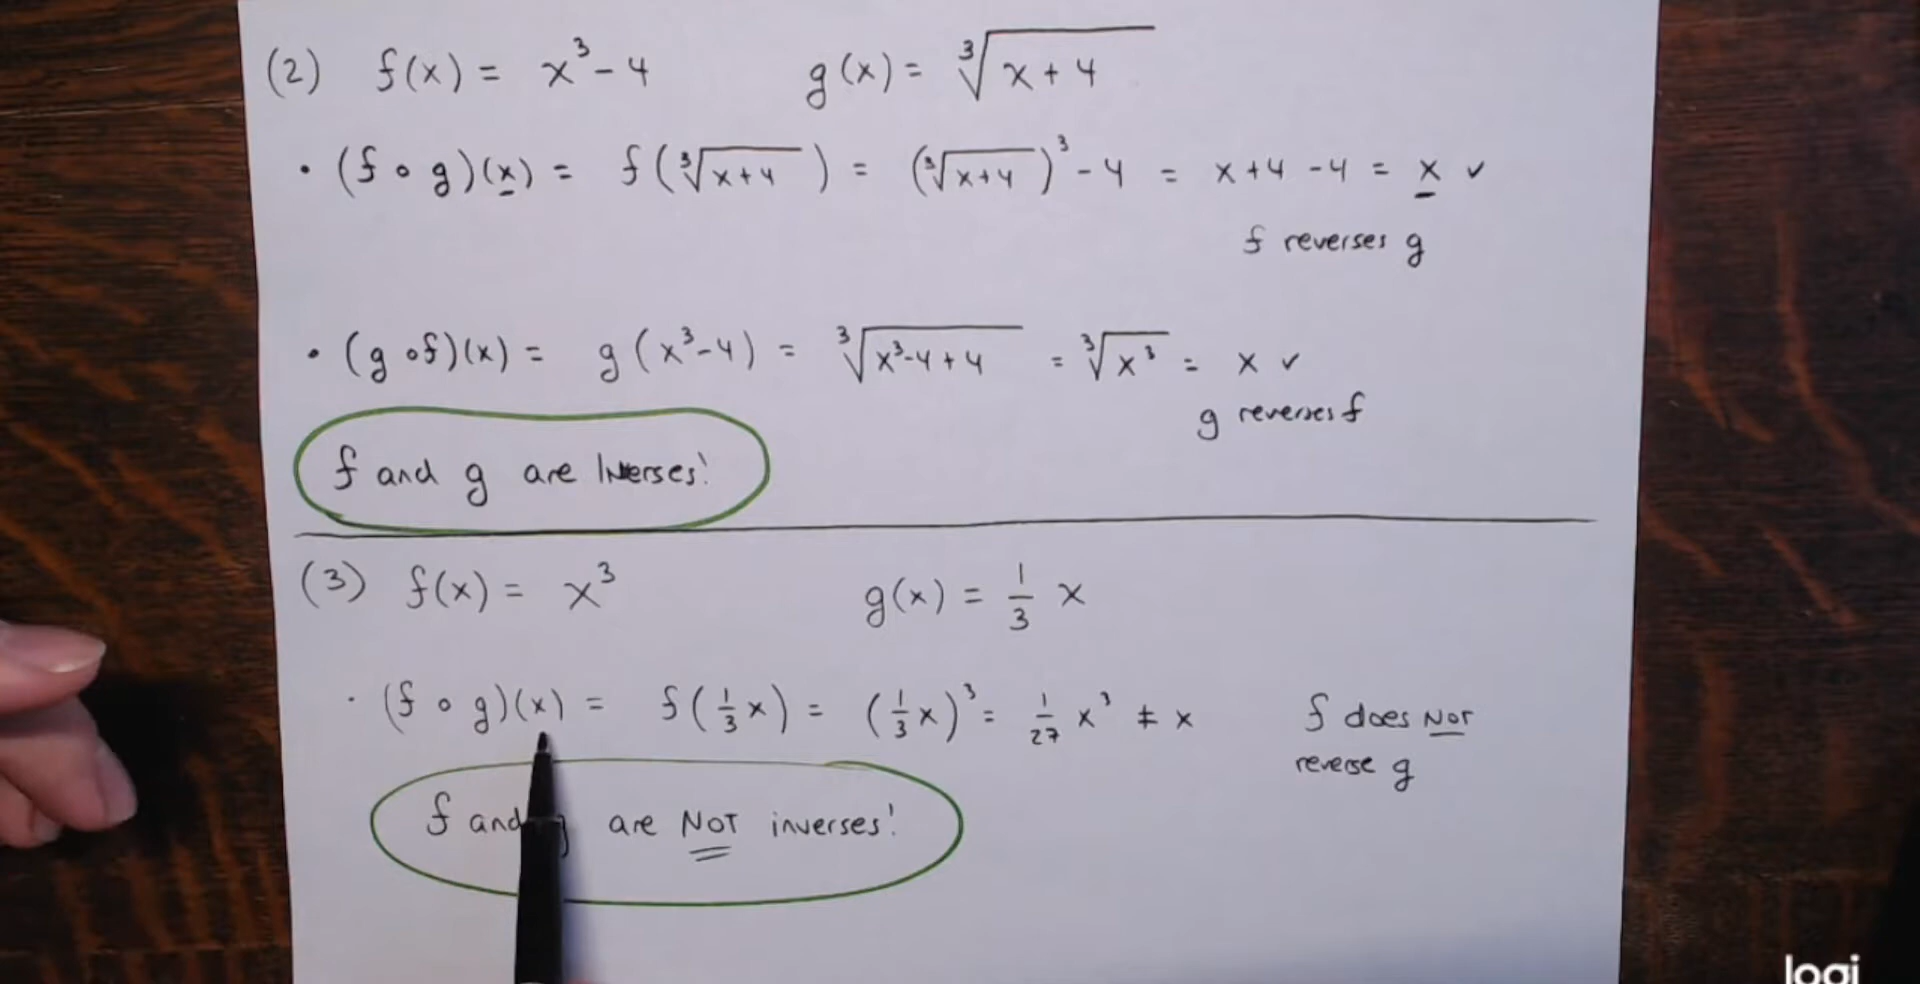 (2) f(x) = x³ - 4 g(x) = ∛(x + 4)
• (f ∘ g)(x) = f(∛(x+4)) = (∛(x+4))³ - 4 = x + 4 - 4 = x ✓
f reverses g
• (g ∘ f)(x) = g(x³-4) = ∛(x³-4+4) = ∛(x³) = x ✓
g reverses f
f and g are Inverses!
(3) f(x) = x³ g(x) = 1/3 x
• (f ∘ g)(x) = f(1/3 x) = (1/3 x)³ = 1/27 x³ ≠ x f does NOT
reverse g
f and g are NOT inverses!
logi